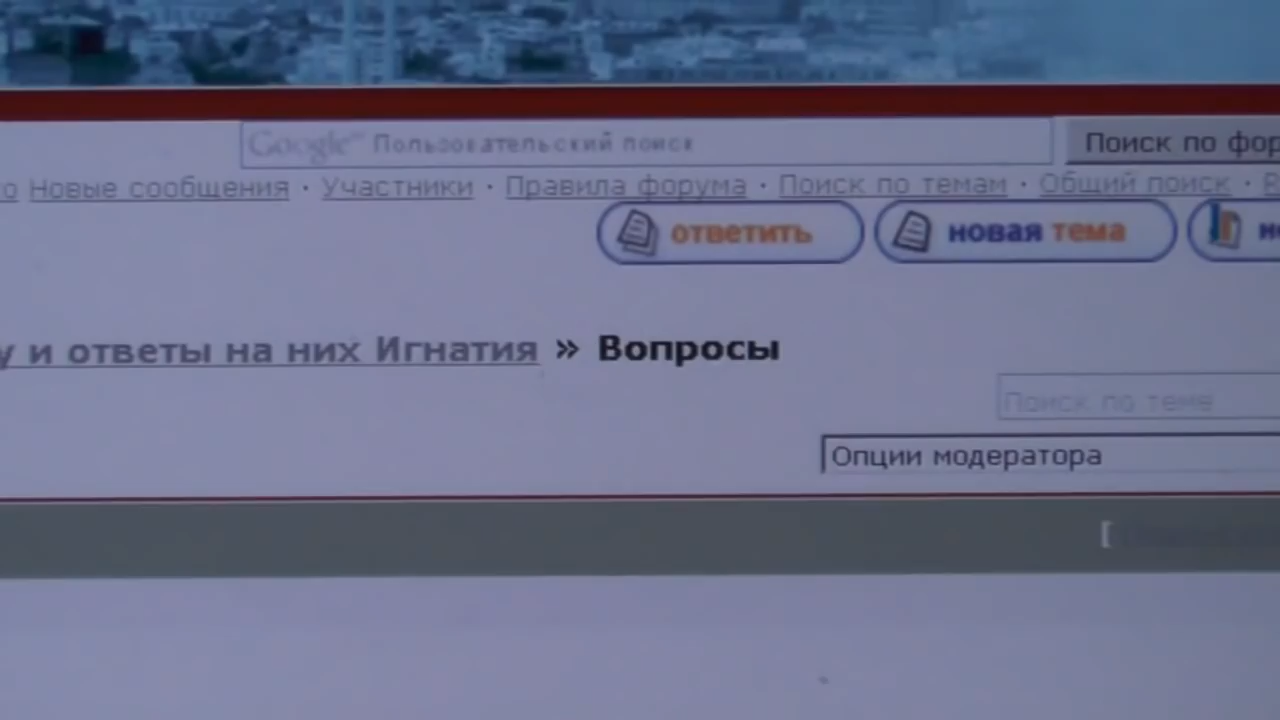 Google™ Пользовательский поиск Поиск по фор
Новые сообщения · Участники · Правила форума · Поиск по темам · Общий поиск ·
ответить новая тема
у и ответы на них Игнатия » Вопросы
Поиск по теме
Опции модератора
[